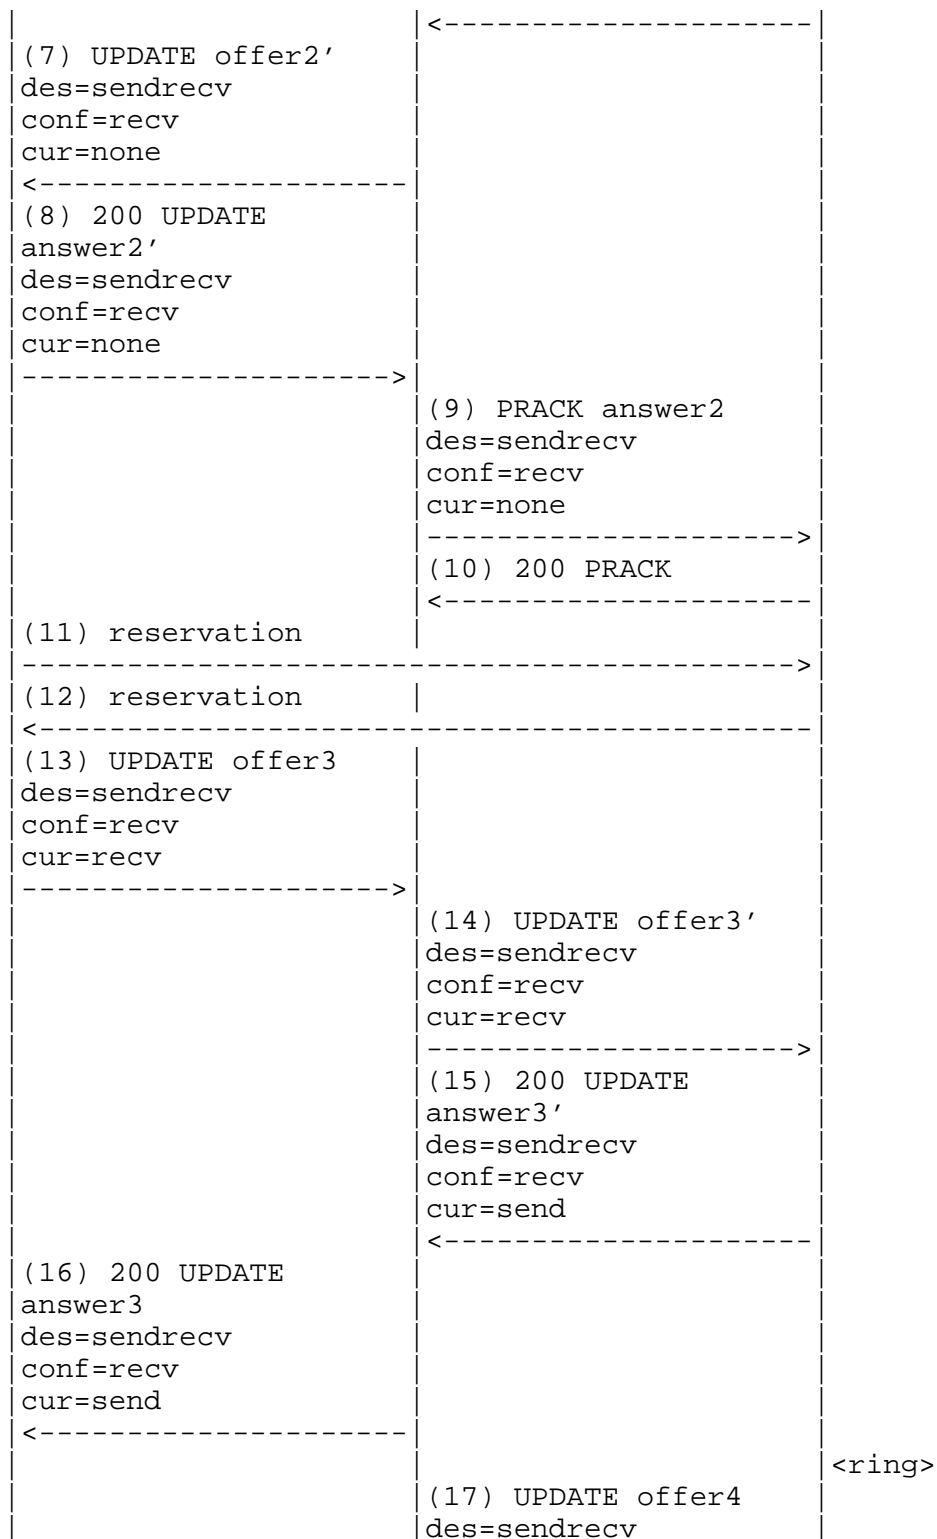 |                      |<---------------------|
|(7) UPDATE offer2’    |                      |
|des=sendrecv          |                      |
|conf=recv             |                      |
|cur=none              |                      |
|<---------------------|                      |
|(8) 200 UPDATE        |                      |
|answer2’              |                      |
|des=sendrecv          |                      |
|conf=recv             |                      |
|cur=none              |                      |
|--------------------->|                      |
|                      |(9) PRACK answer2     |
|                      |des=sendrecv          |
|                      |conf=recv             |
|                      |cur=none              |
|                      |--------------------->|
|                      |(10) 200 PRACK        |
|                      |<---------------------|
|(11) reservation      |                      |
|-------------------------------------------->|
|(12) reservation      |                      |
|<--------------------------------------------|
|(13) UPDATE offer3    |                      |
|des=sendrecv          |                      |
|conf=recv             |                      |
|cur=recv              |                      |
|--------------------->|                      |
|                      |(14) UPDATE offer3’   |
|                      |des=sendrecv          |
|                      |conf=recv             |
|                      |cur=recv              |
|                      |--------------------->|
|                      |(15) 200 UPDATE       |
|                      |answer3’              |
|                      |des=sendrecv          |
|                      |conf=recv             |
|                      |cur=send              |
|                      |<---------------------|
|(16) 200 UPDATE       |                      |
|answer3               |                      |
|des=sendrecv          |                      |
|conf=recv             |                      |
|cur=send              |                      |
|<---------------------|                      |
|                      |                      |<ring>
|                      |(17) UPDATE offer4    |
|                      |des=sendrecv          |